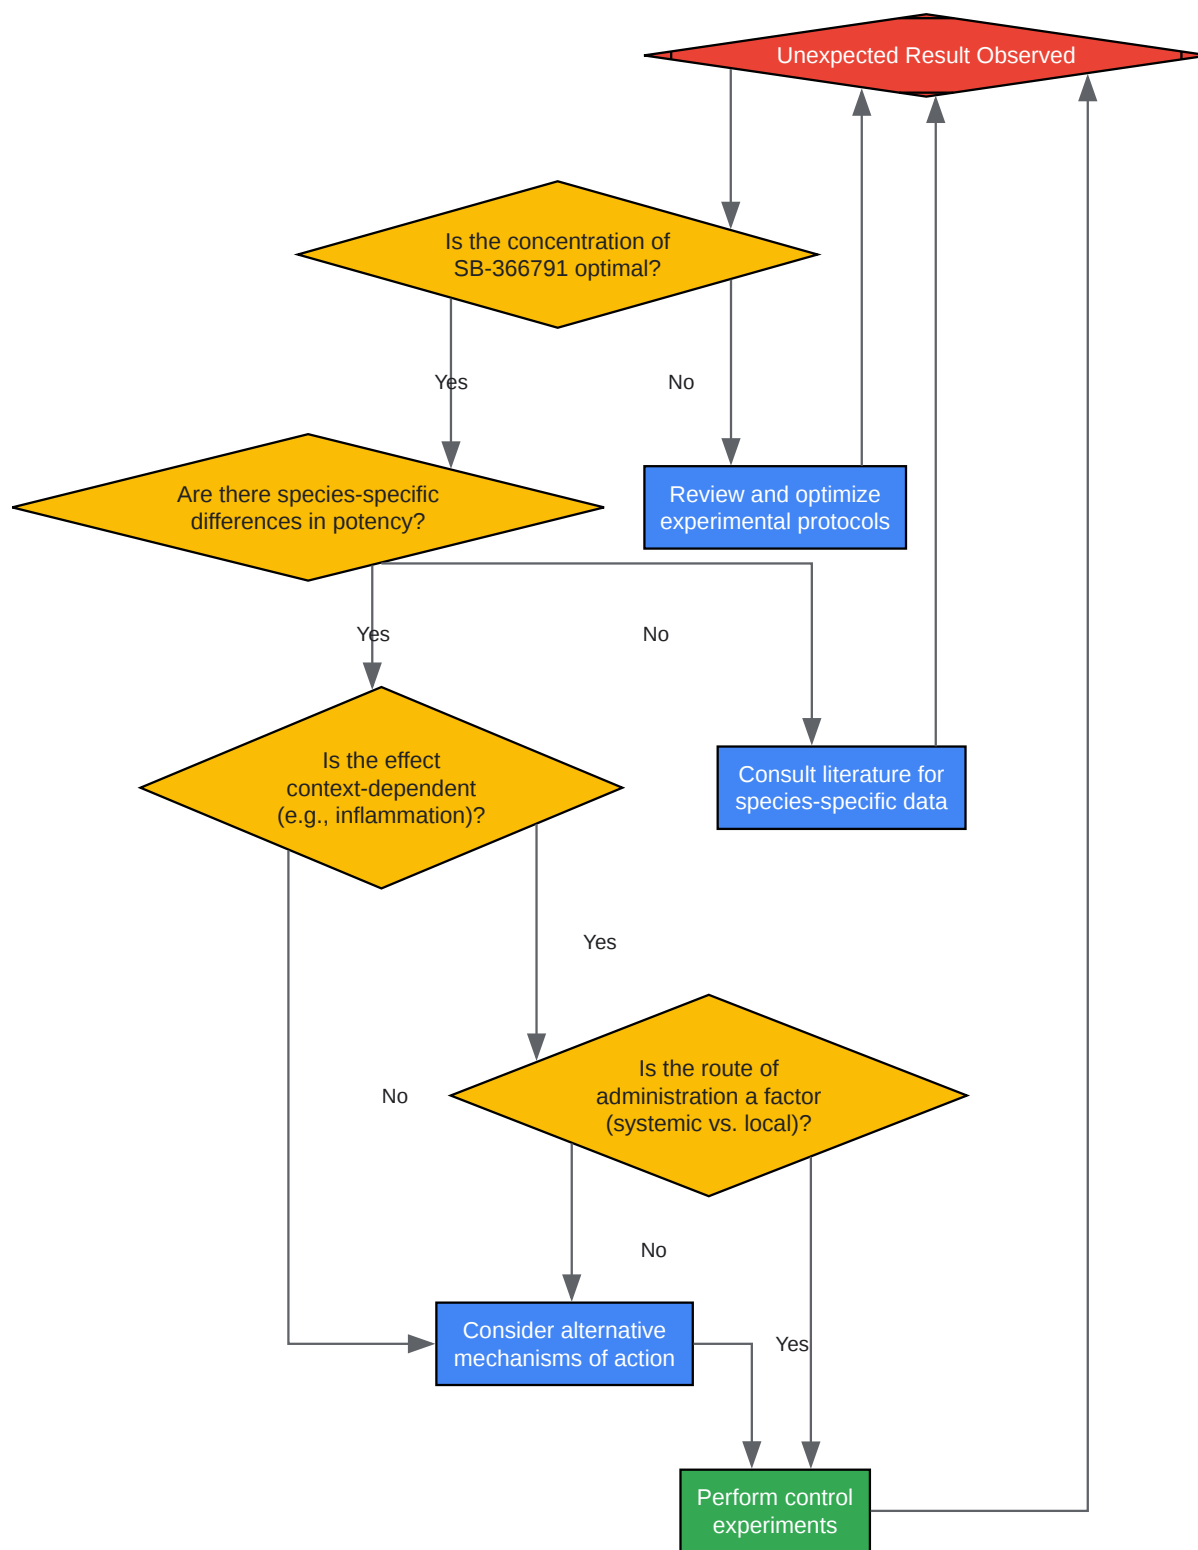 Unexpected Result Observed
Is the concentration of
SB-366791 optimal?
Yes
No
Are there species-specific
differences in potency?
Review and optimize
experimental protocols
Yes
No
Is the effect
context-dependent
(e.g., inflammation)?
Consult literature for
species-specific data
Yes
Is the route of
administration a factor
(systemic vs. local)?
No
No
Consider alternative
mechanisms of action
Yes
Perform control
experiments